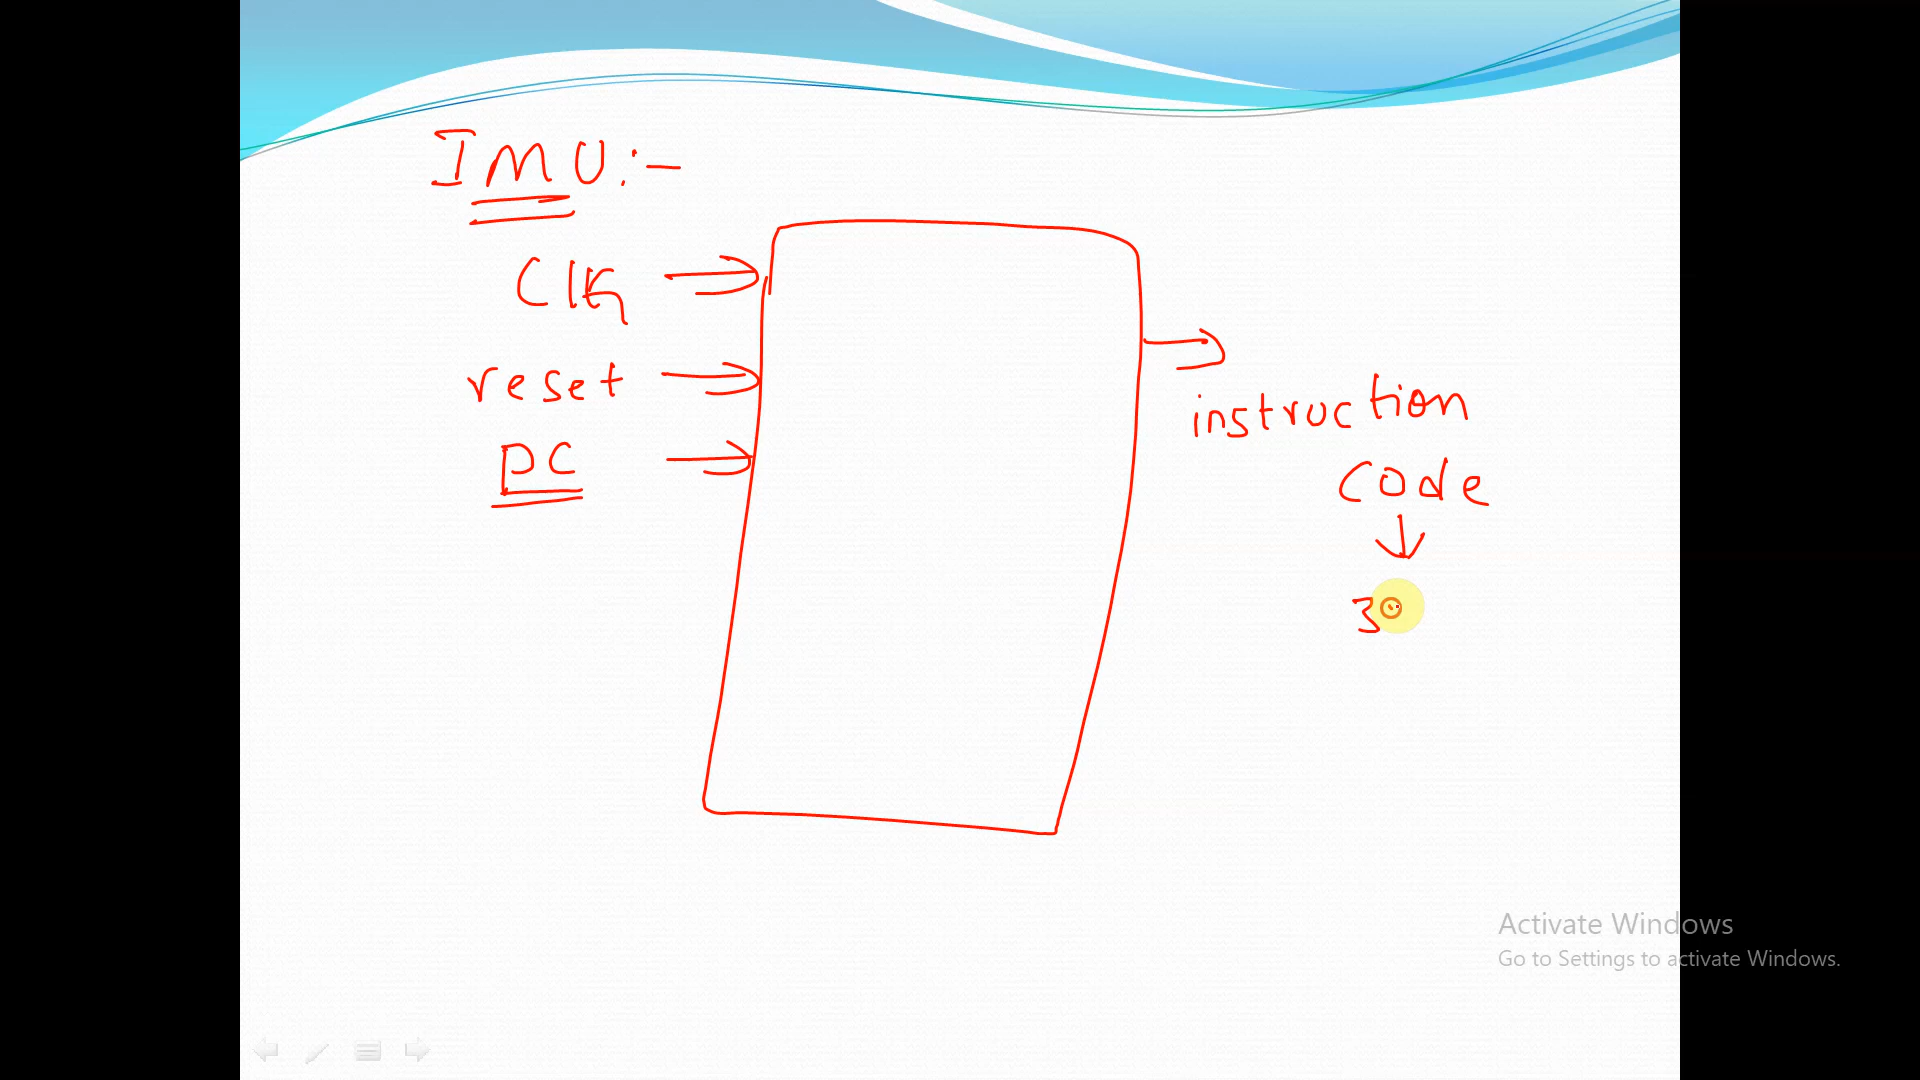 IMU:-
Clk
reset
PC
instruction
code
3
Activate Windows
Go to Settings to activate Windows.